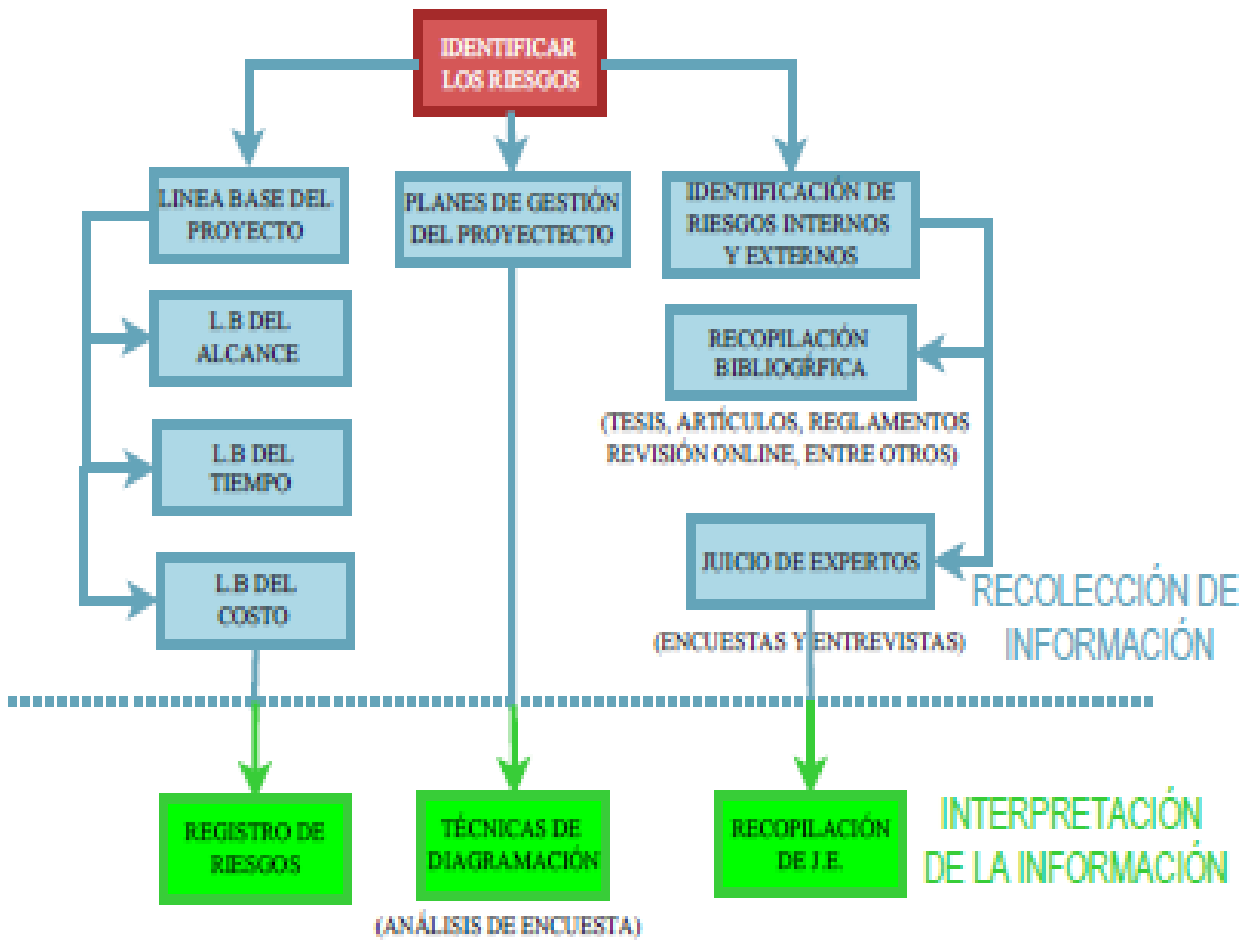 IDENTIFICAR
LOS RIESGOS
LINEA BASE DEL
PROYECTO
PLANES DE GESTIÓN
DEL PROYECTECTO
IDENTIFICACIÓN DE
RIESGOS INTERNOS
Y EXTERNOS
L.B DEL
ALCANCE
RECOPILACIÓN
BIBLIOGŔFICA
(TESIS, ARTÍCULOS, REGLAMENTOS
REVISIÓN ONLINE, ENTRE OTROS)
L.B DEL
TIEMPO
JUICIO DE EXPERTOS
(ENCUESTAS Y ENTREVISTAS)
L.B DEL
COSTO
RECOLECCIÓN DE
INFORMACIÓN
REGISTRO DE
RIESGOS
TÉCNICAS DE
DIAGRAMACIÓN
(ANÁLISIS DE ENCUESTA)
RECOPILACIÓN
DE J.E.
INTERPRETACIÓN
DE LA INFORMACIÓN